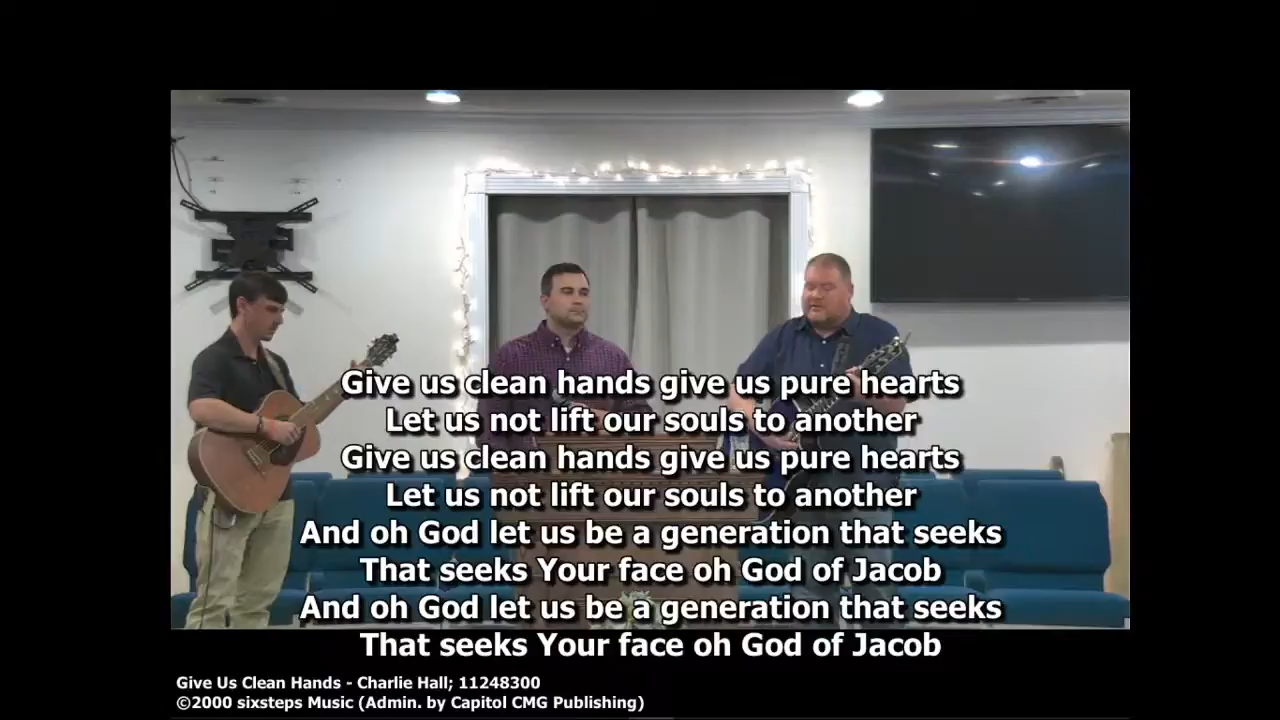 Give us clean hands give us pure hearts
Let us not lift our souls to another
Give us clean hands give us pure hearts
Let us not lift our souls to another
And oh God let us be a generation that seeks
That seeks Your face oh God of Jacob
And oh God let us be a generation that seeks
That seeks Your face oh God of Jacob
Give Us Clean Hands - Charlie Hall; 11248300
©2000 sixsteps Music (Admin. by Capitol CMG Publishing)